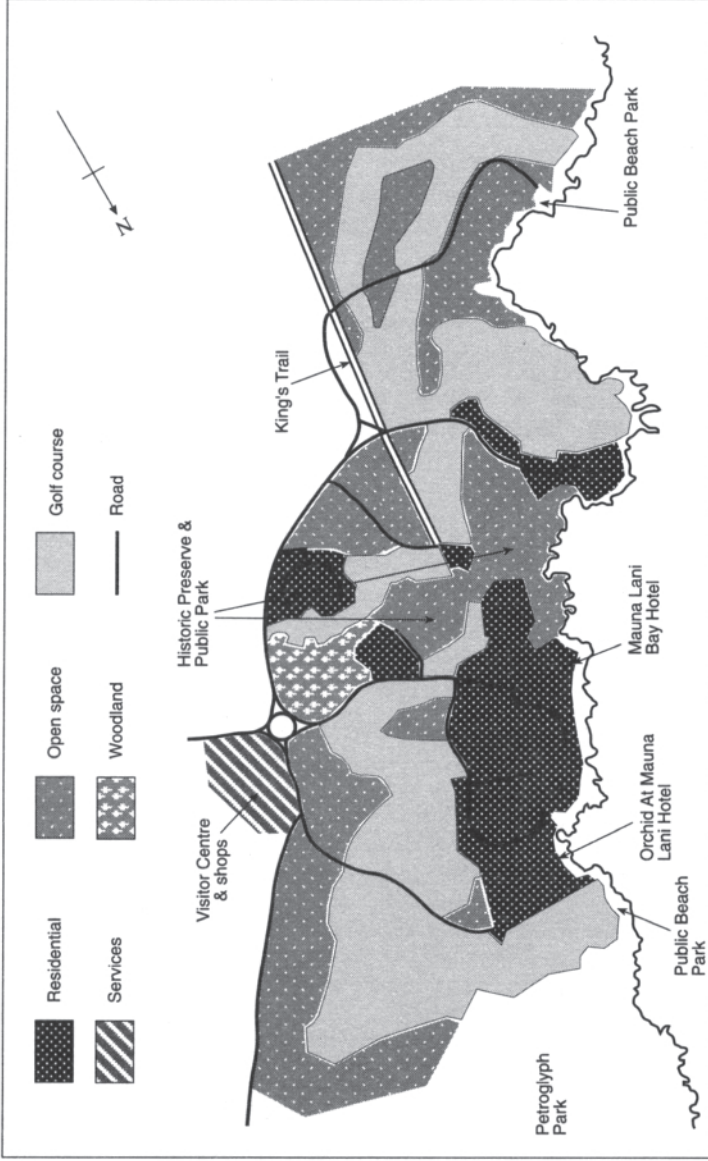 Residential
Open space
Golf course
Services
Woodland
Road
N
Historic Preserve &
Public Park
King's Trail
Visitor Centre
& shops
Petroglyph
Park
Public Beach
Park
Orchid At Mauna
Lani Hotel
Mauna Lani
Bay Hotel
Public Beach Park